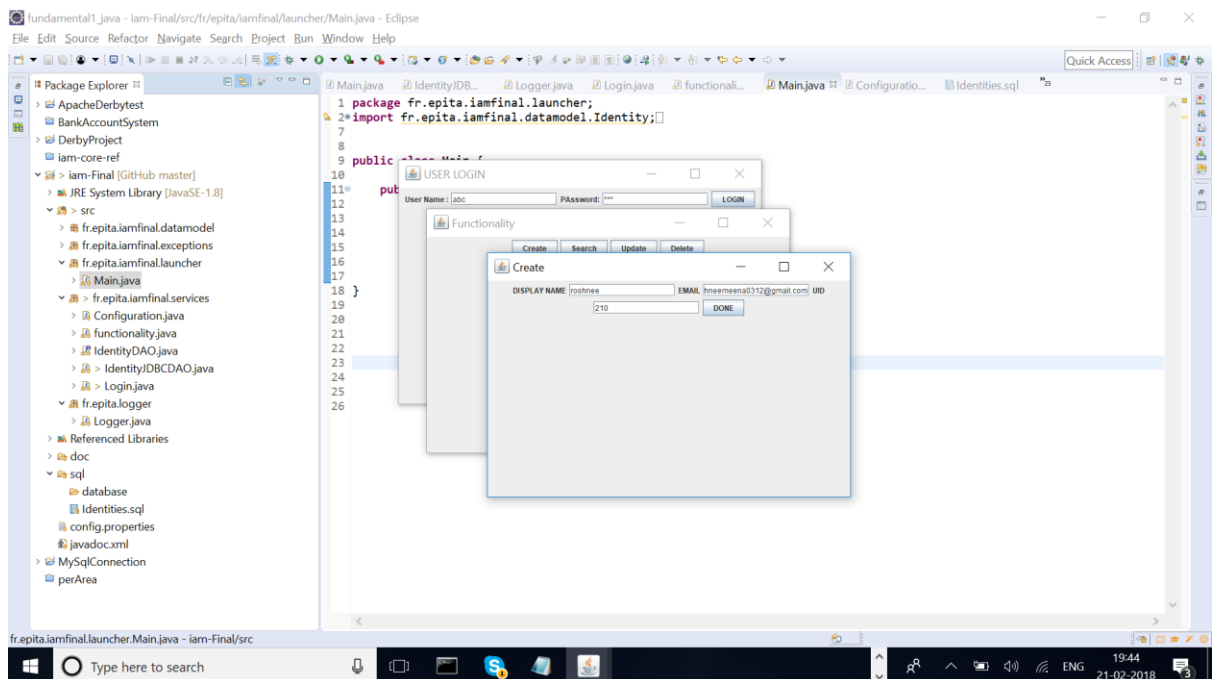 fundamental1_java - iam-Final/src/fr/epita/iamfinal/launcher/Main.java - Eclipse
File Edit Source Refactor Navigate Search Project Run Window Help
Quick Access
Package Explorer
Main.java IdentityJDB... Logger.java Login.java functionali... Main.java Configuratio... Identities.sql »25
ApacheDerbytest
BankAccountSystem
DerbyProject
iam-core-ref
> iam-Final [GitHub master]
JRE System Library [JavaSE-1.8]
> src
fr.epita.iamfinal.datamodel
fr.epita.iamfinal.exceptions
fr.epita.iamfinal.launcher
Main.java
> fr.epita.iamfinal.services
Configuration.java
functionality.java
IdentityDAO.java
> IdentityJDBCDAO.java
> Login.java
fr.epita.logger
Logger.java
Referenced Libraries
doc
sql
database
Identities.sql
config.properties
javadoc.xml
MySqlConnection
perArea
1 package fr.epita.iamfinal.launcher;
2 import fr.epita.iamfinal.datamodel.Identity;
7
8
9 public class Main {
10
11 pub
12
13
14
15
16
17
18 }
19
20
21
22
23
24
25
26
USER LOGIN
User Name : abc PAssword: *** LOGIN
Functionality
Create Search Update Delete
Create
DISPLAY NAME roshnee EMAIL hneemeena0312@gmail.com UID
210 DONE
fr.epita.iamfinal.launcher.Main.java - iam-Final/src
Type here to search
ENG
19:44
21-02-2018
3